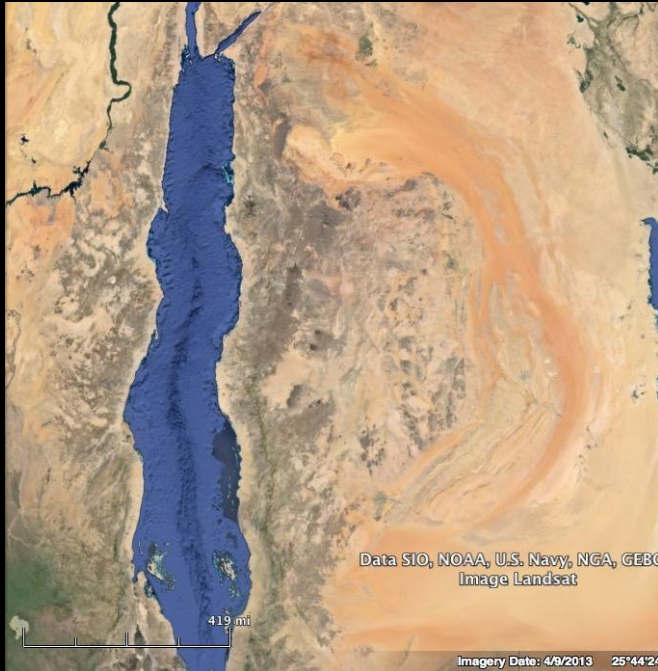 Data SIO, NOAA, U.S. Navy, NGA, GEBC
Image Landsat
419 mi
Imagery Date: 4/9/2013 25°44'24